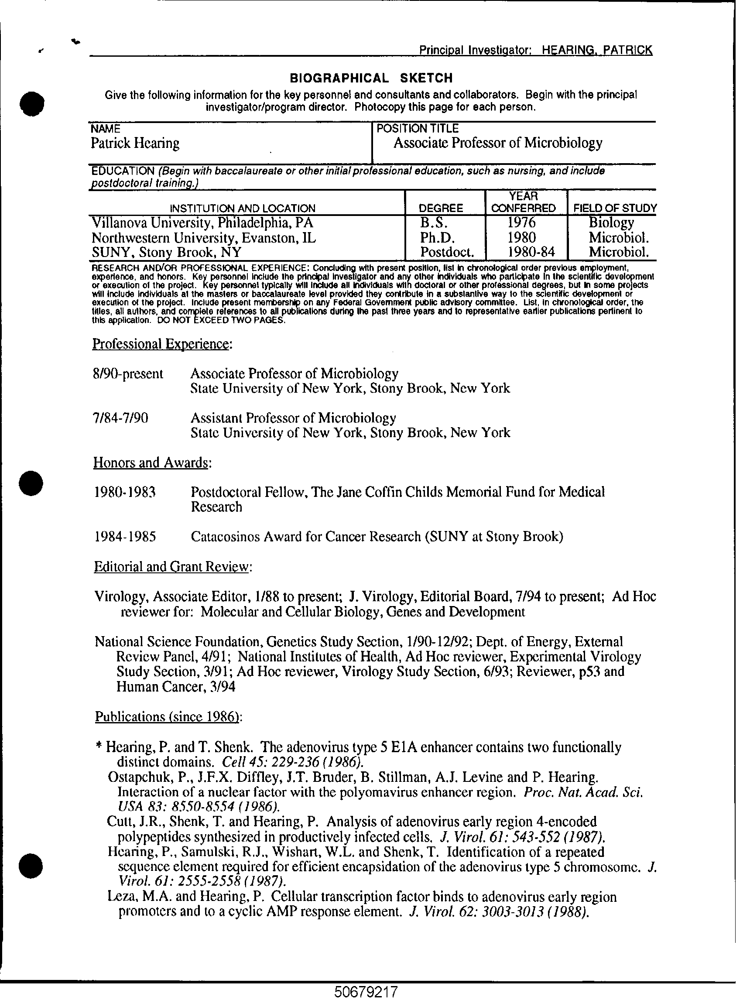 Principal Investigator: HEARING, PATRICK
BIOGRAPHICAL SKETCH
Give the following information for the key personnel and consultants and collaborators. Begin with the principal
investigator/program director. Photocopy this page for each person.
NAME POSITION TITLE
Patrick Hearing Associate Professor of Microbiology
EDUCATION (Begin with baccalaureate or other initial professional education, such as nursing, and include
postdoctoral training.)
INSTITUTION AND LOCATION DEGREE YEAR CONFERRED FIELD OF STUDY
Villanova University, Philadelphia, PA B.S. 1976 Biology
Northwestern University, Evanston, IL Ph.D. 1980 Microbiol.
SUNY, Stony Brook, NY Postdoct. 1980-84 Microbiol.
RESEARCH AND/OR PROFESSIONAL EXPERIENCE: Concluding with present position, list in chronological order previous employment,
experience, and honors. Key personnel include the principal investigator and any other individuals who participate in the scientific development
or execution of the project. Key personnel typically will include all individuals with doctoral or other professional degrees, but in some projects
will include individuals at the masters or baccalaureate level provided they contribute in a substantive way to the scientific development or
execution of the project. Include present membership on any Federal Government public advisory committee. List, in chronological order, the
titles, all authors, and complete references to all publications during the past three years and to representative earlier publications pertinent to
this application. DO NOT EXCEED TWO PAGES.
Professional Experience:
8/90-present Associate Professor of Microbiology
State University of New York, Stony Brook, New York
7/84-7/90 Assistant Professor of Microbiology
State University of New York, Stony Brook, New York
Honors and Awards:
1980-1983 Postdoctoral Fellow, The Jane Coffin Childs Memorial Fund for Medical
Research
1984-1985 Catacosinos Award for Cancer Research (SUNY at Stony Brook)
Editorial and Grant Review:
Virology, Associate Editor, 1/88 to present; J. Virology, Editorial Board, 7/94 to present; Ad Hoc
reviewer for: Molecular and Cellular Biology, Genes and Development
National Science Foundation, Genetics Study Section, 1/90-12/92; Dept. of Energy, External
Review Panel, 4/91; National Institutes of Health, Ad Hoc reviewer, Experimental Virology
Study Section, 3/91; Ad Hoc reviewer, Virology Study Section, 6/93; Reviewer, p53 and
Human Cancer, 3/94
Publications (since 1986):
* Hearing, P. and T. Shenk. The adenovirus type 5 E1A enhancer contains two functionally
distinct domains. Cell 45: 229-236 (1986).
Ostapchuk, P., J.F.X. Diffley, J.T. Bruder, B. Stillman, A.J. Levine and P. Hearing.
Interaction of a nuclear factor with the polyomavirus enhancer region. Proc. Nat. Acad. Sci.
USA 83: 8550-8554 (1986).
Cutt, J.R., Shenk, T. and Hearing, P. Analysis of adenovirus early region 4-encoded
polypeptides synthesized in productively infected cells. J. Virol. 61: 543-552 (1987).
Hearing, P., Samulski, R.J., Wishart, W.L. and Shenk, T. Identification of a repeated
sequence element required for efficient encapsidation of the adenovirus type 5 chromosome. J.
Virol. 61: 2555-2558 (1987).
Leza, M.A. and Hearing, P. Cellular transcription factor binds to adenovirus early region
promoters and to a cyclic AMP response element. J. Virol. 62: 3003-3013 (1988).
50679217